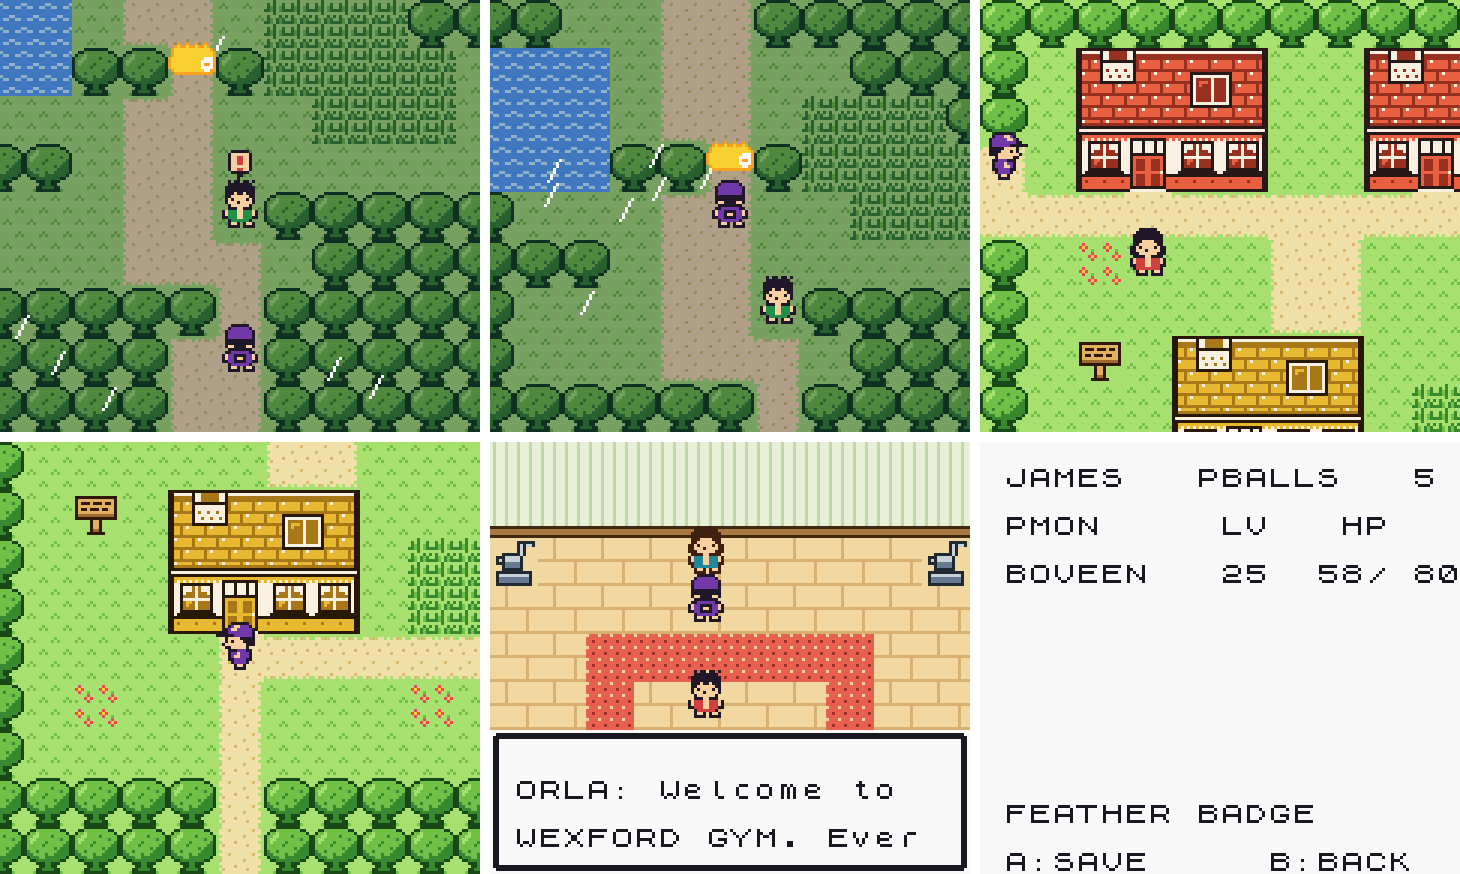 !
ORLA: Welcome to
WEXFORD GYM. Ever
JAMES PBALLS 5
PMON LV HP
BOVEEN 25 58/ 80
FEATHER BADGE
A:SAVE B:BACK